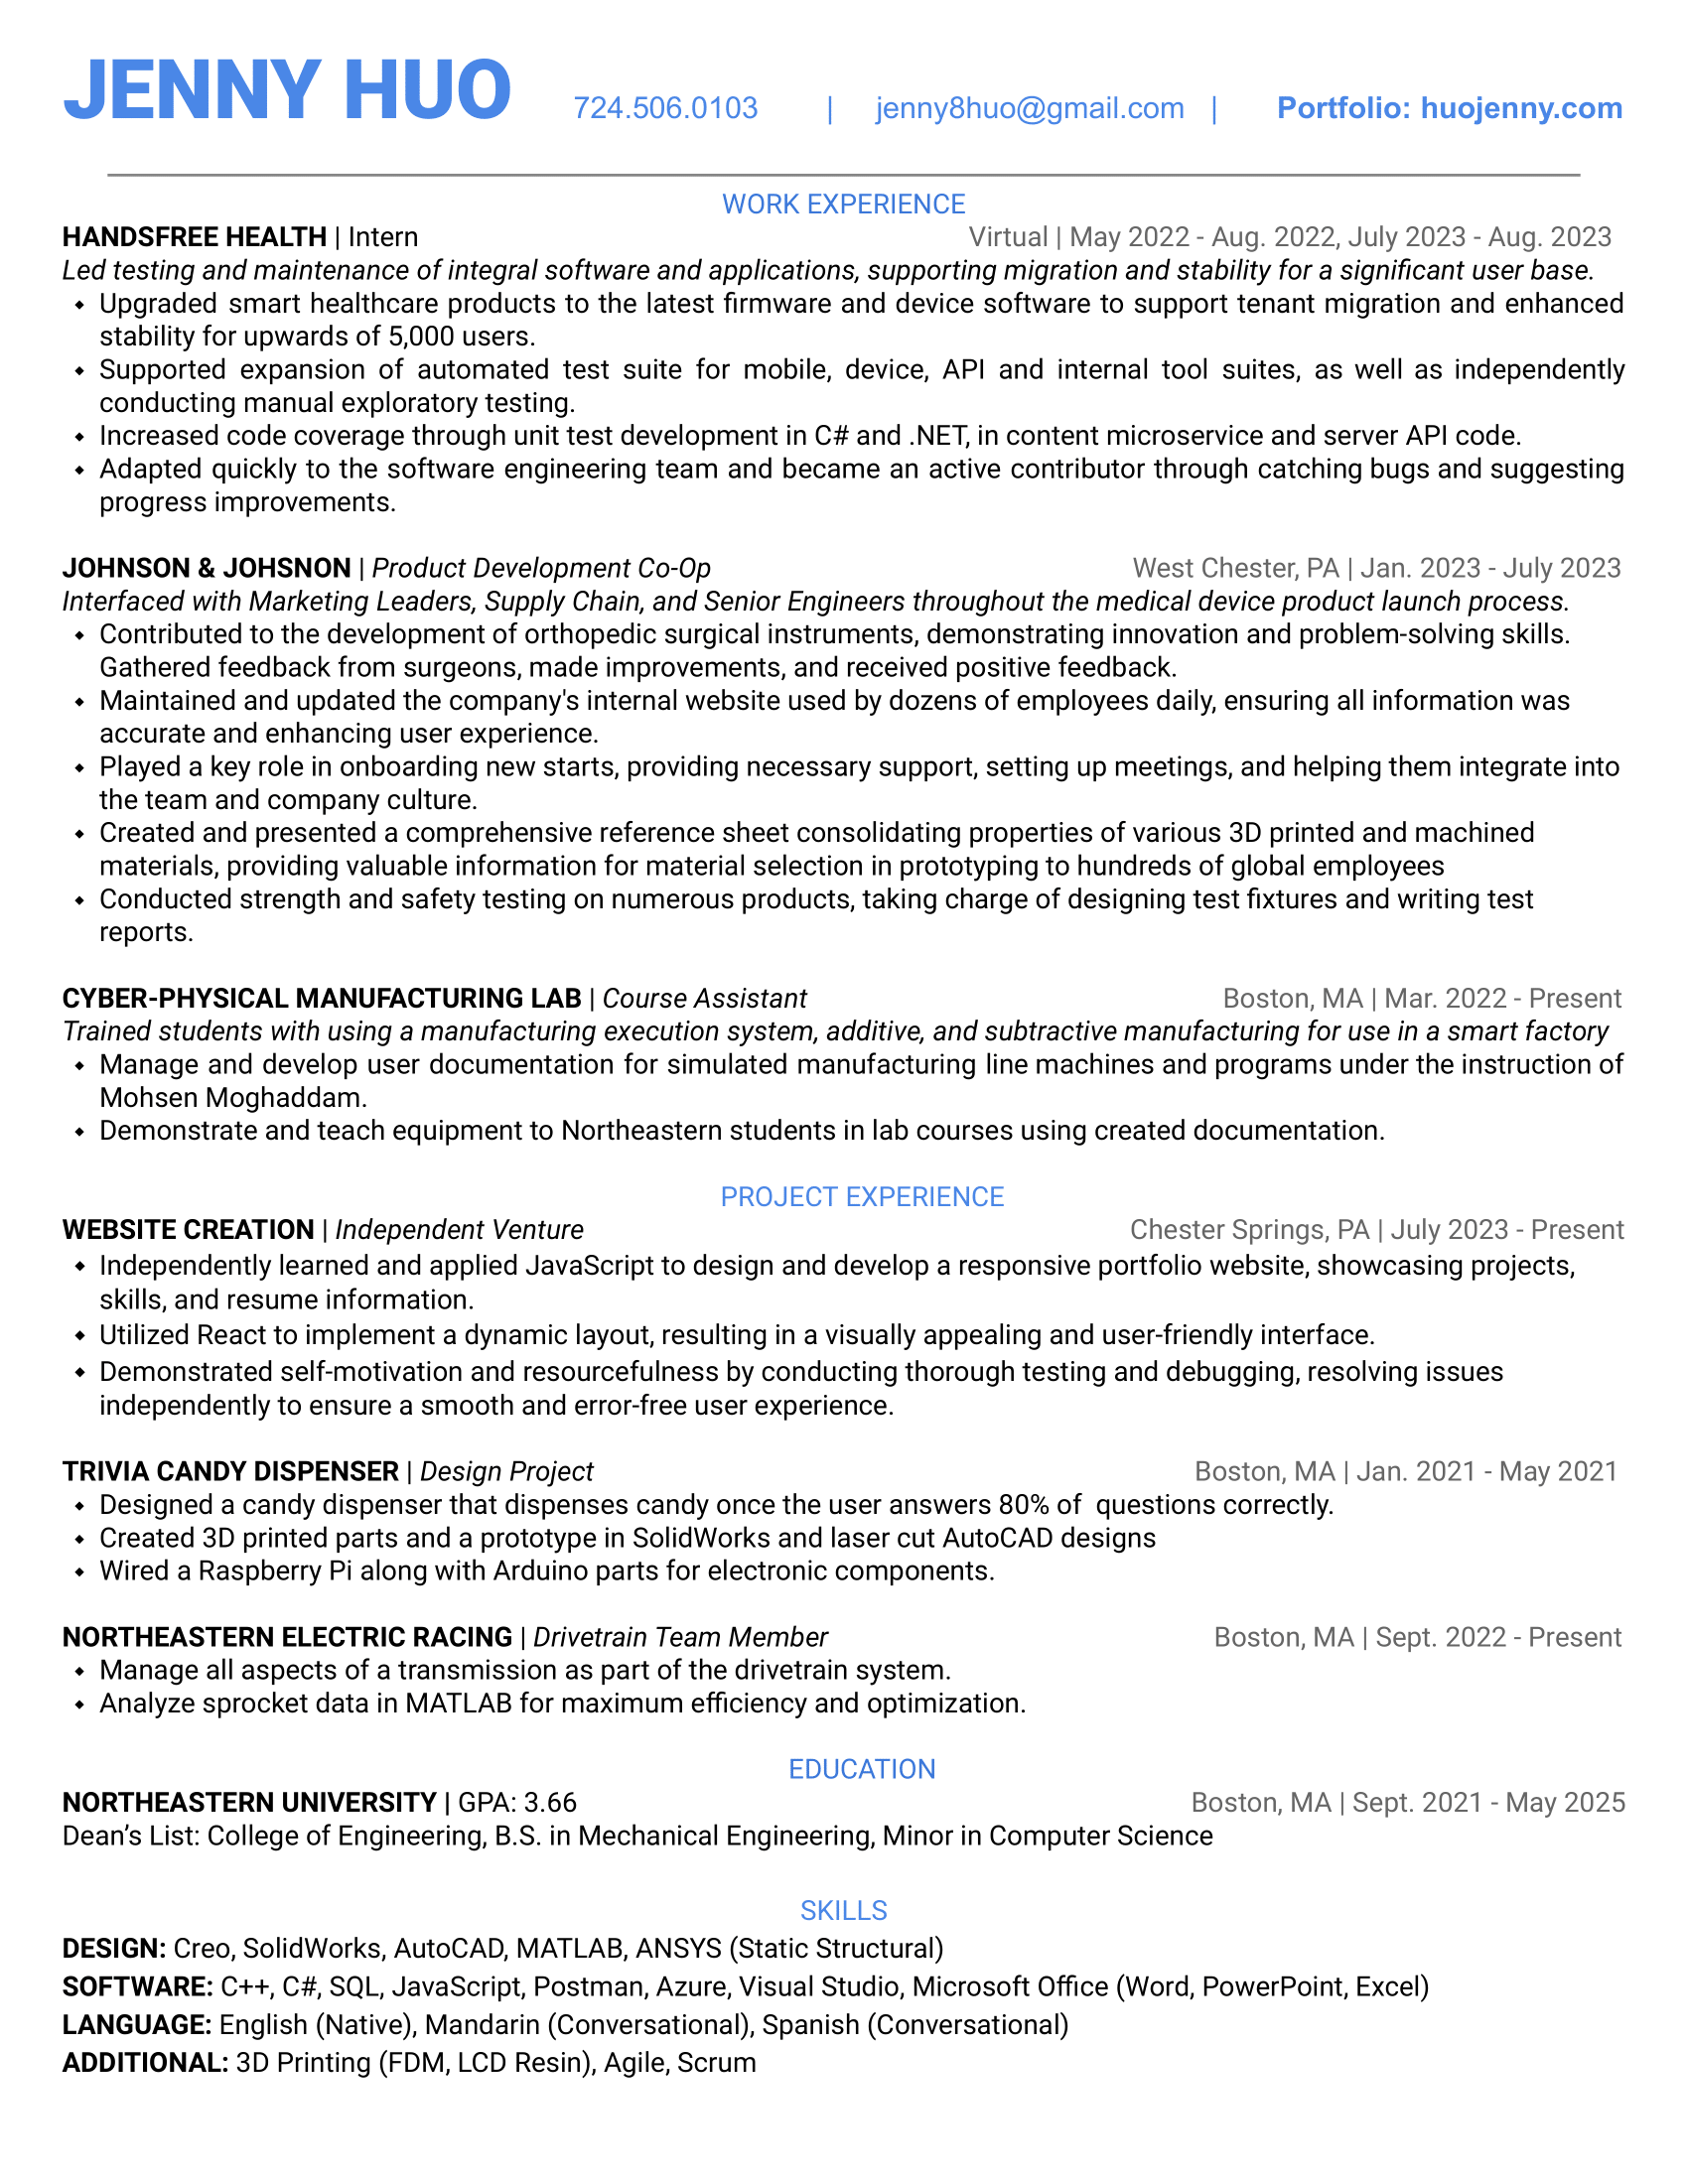 JENNY HUO 724.506.0103 | jenny8huo@gmail.com | Portfolio: huojenny.com
WORK EXPERIENCE
HANDSFREE HEALTH | Intern Virtual | May 2022 - Aug. 2022, July 2023 - Aug. 2023
Led testing and maintenance of integral software and applications, supporting migration and stability for a significant user base.
⬩ Upgraded smart healthcare products to the latest firmware and device software to support tenant migration and enhanced
stability for upwards of 5,000 users.
⬩ Supported expansion of automated test suite for mobile, device, API and internal tool suites, as well as independently
conducting manual exploratory testing.
⬩ Increased code coverage through unit test development in C# and .NET, in content microservice and server API code.
⬩ Adapted quickly to the software engineering team and became an active contributor through catching bugs and suggesting
progress improvements.
JOHNSON & JOHSNON | Product Development Co-Op West Chester, PA | Jan. 2023 - July 2023
Interfaced with Marketing Leaders, Supply Chain, and Senior Engineers throughout the medical device product launch process.
⬩ Contributed to the development of orthopedic surgical instruments, demonstrating innovation and problem-solving skills.
Gathered feedback from surgeons, made improvements, and received positive feedback.
⬩ Maintained and updated the company's internal website used by dozens of employees daily, ensuring all information was
accurate and enhancing user experience.
⬩ Played a key role in onboarding new starts, providing necessary support, setting up meetings, and helping them integrate into
the team and company culture.
⬩ Created and presented a comprehensive reference sheet consolidating properties of various 3D printed and machined
materials, providing valuable information for material selection in prototyping to hundreds of global employees
⬩ Conducted strength and safety testing on numerous products, taking charge of designing test fixtures and writing test
reports.
CYBER-PHYSICAL MANUFACTURING LAB | Course Assistant Boston, MA | Mar. 2022 - Present
Trained students with using a manufacturing execution system, additive, and subtractive manufacturing for use in a smart factory
⬩ Manage and develop user documentation for simulated manufacturing line machines and programs under the instruction of
Mohsen Moghaddam.
⬩ Demonstrate and teach equipment to Northeastern students in lab courses using created documentation.
PROJECT EXPERIENCE
WEBSITE CREATION | Independent Venture Chester Springs, PA | July 2023 - Present
⬩ Independently learned and applied JavaScript to design and develop a responsive portfolio website, showcasing projects,
skills, and resume information.
⬩ Utilized React to implement a dynamic layout, resulting in a visually appealing and user-friendly interface.
⬩ Demonstrated self-motivation and resourcefulness by conducting thorough testing and debugging, resolving issues
independently to ensure a smooth and error-free user experience.
TRIVIA CANDY DISPENSER | Design Project Boston, MA | Jan. 2021 - May 2021
⬩ Designed a candy dispenser that dispenses candy once the user answers 80% of questions correctly.
⬩ Created 3D printed parts and a prototype in SolidWorks and laser cut AutoCAD designs
⬩ Wired a Raspberry Pi along with Arduino parts for electronic components.
NORTHEASTERN ELECTRIC RACING | Drivetrain Team Member Boston, MA | Sept. 2022 - Present
⬩ Manage all aspects of a transmission as part of the drivetrain system.
⬩ Analyze sprocket data in MATLAB for maximum efficiency and optimization.
EDUCATION
NORTHEASTERN UNIVERSITY | GPA: 3.66 Boston, MA | Sept. 2021 - May 2025
Dean’s List: College of Engineering, B.S. in Mechanical Engineering, Minor in Computer Science
SKILLS
DESIGN: Creo, SolidWorks, AutoCAD, MATLAB, ANSYS (Static Structural)
SOFTWARE: C++, C#, SQL, JavaScript, Postman, Azure, Visual Studio, Microsoft Office (Word, PowerPoint, Excel)
LANGUAGE: English (Native), Mandarin (Conversational), Spanish (Conversational)
ADDITIONAL: 3D Printing (FDM, LCD Resin), Agile, Scrum